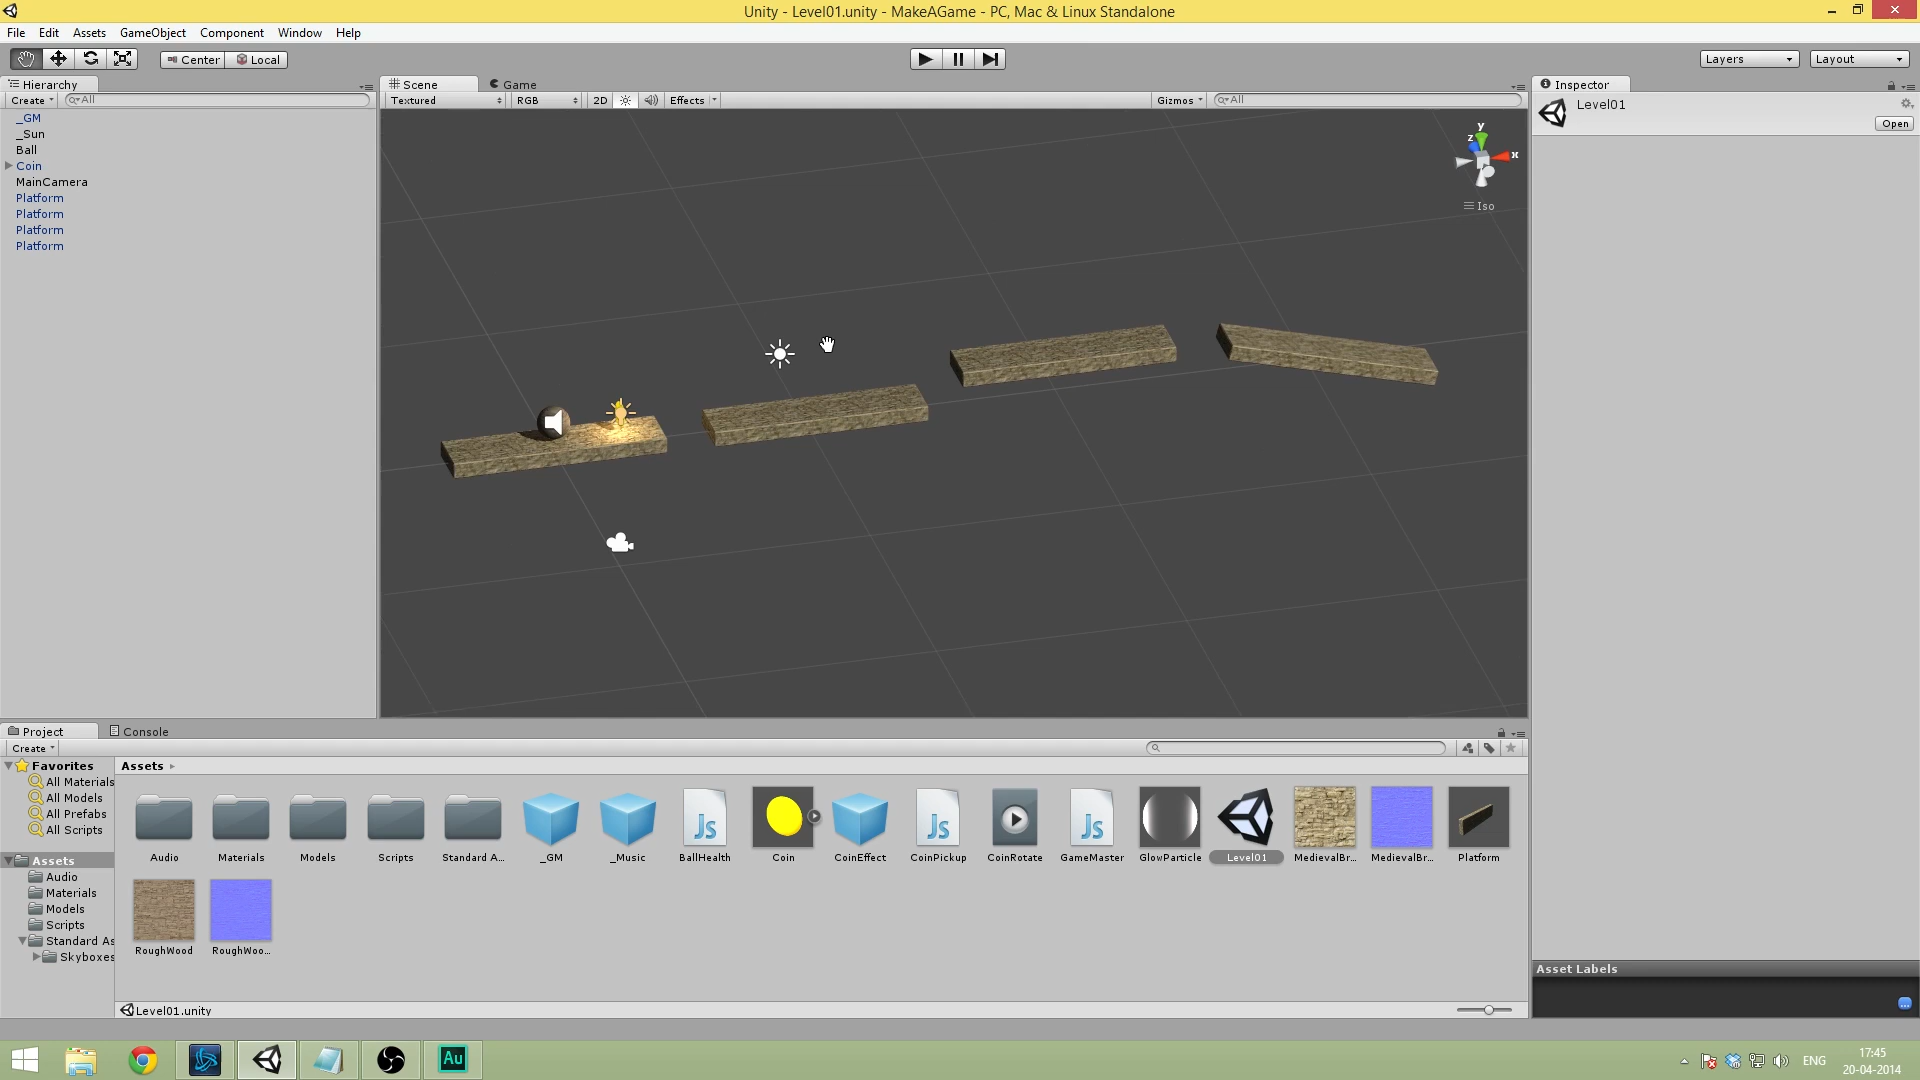 Unity - Level01.unity - MakeAGame - PC, Mac & Linux Standalone
File Edit Assets GameObject Component Window Help
Center Local Layers Layout
Hierarchy
Create All
_GM
_Sun
Ball
Coin
MainCamera
Platform
Platform
Platform
Platform
Scene Game
Textured RGB 2D Effects Gizmos All
y
z
x
Iso
Inspector
Level01
Open
Project Console
Create
Favorites
All Materials
All Models
All Prefabs
All Scripts
Assets
Audio
Materials
Models
Scripts
Standard As
Skyboxes
Assets
Audio Materials Models Scripts Standard A... _GM _Music BallHealth Coin CoinEffect CoinPickup CoinRotate GameMaster GlowParticle Level01 MedievalBr... MedievalBr... Platform
Js Js Js
RoughWood RoughWoo...
Level01.unity
Asset Labels
Au
ENG
17:45
20-04-2014